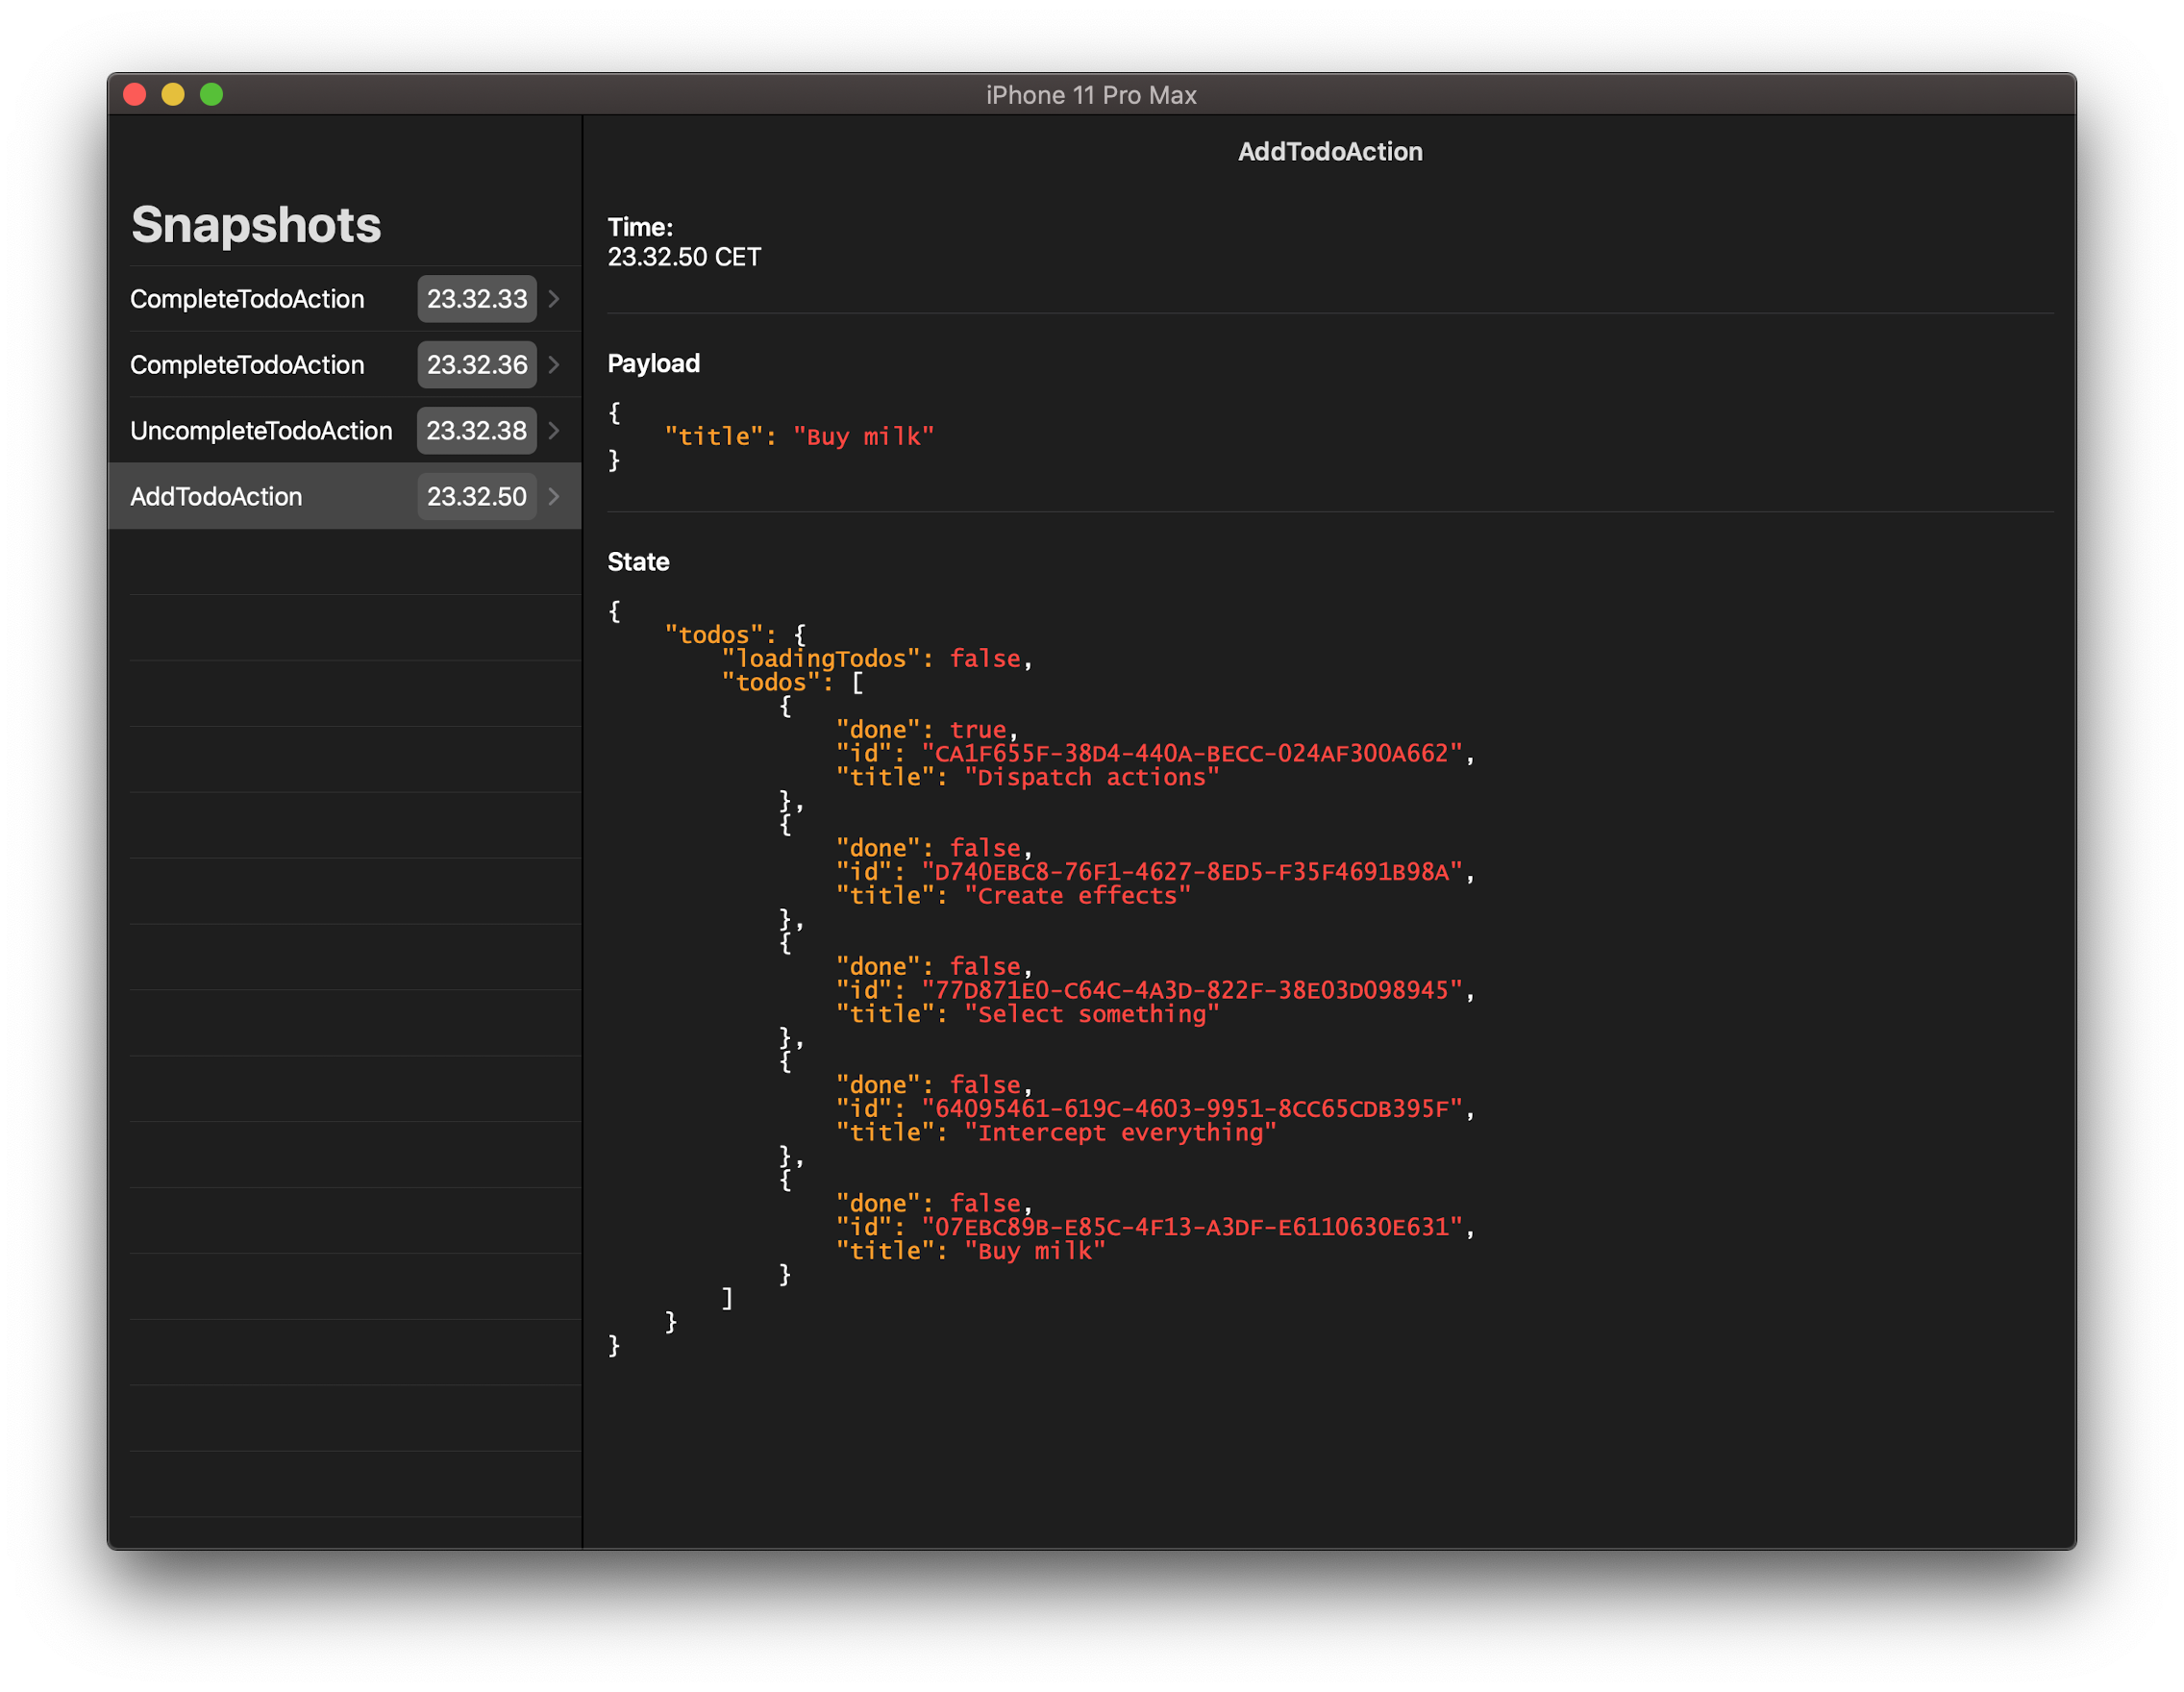 iPhone 11 Pro Max
Snapshots
CompleteTodoAction 23.32.33
CompleteTodoAction 23.32.36
UncompleteTodoAction 23.32.38
AddTodoAction 23.32.50
AddTodoAction
Time:
23.32.50 CET
Payload
{
    "title": "Buy milk"
}
State
{
    "todos": {
        "loadingTodos": false,
        "todos": [
            {
                "done": true,
                "id": "CA1F655F-38D4-440A-BECC-024AF300A662",
                "title": "Dispatch actions"
            },
            {
                "done": false,
                "id": "D740EBC8-76F1-4627-8ED5-F35F4691B98A",
                "title": "Create effects"
            },
            {
                "done": false,
                "id": "77D871E0-C64C-4A3D-822F-38E03D098945",
                "title": "Select something"
            },
            {
                "done": false,
                "id": "64095461-619C-4603-9951-8CC65CDB395F",
                "title": "Intercept everything"
            },
            {
                "done": false,
                "id": "07EBC89B-E85C-4F13-A3DF-E6110630E631",
                "title": "Buy milk"
            }
        ]
    }
}